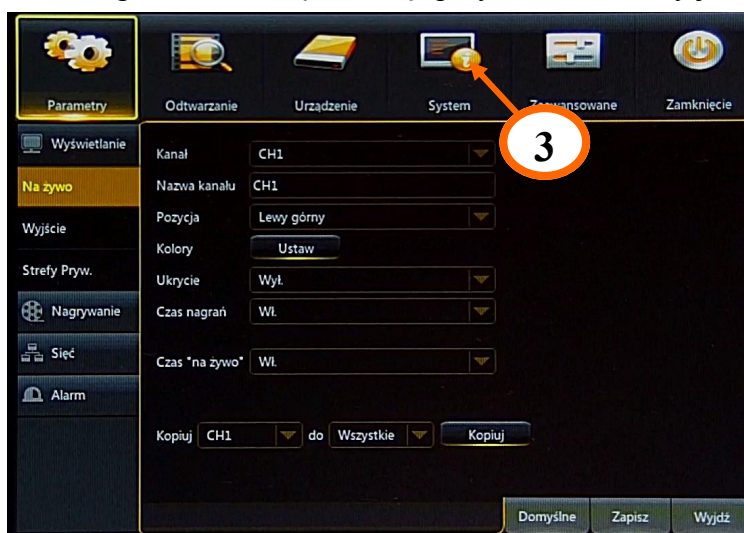 Parametry Odtwarzanie Urządzenie System Zaawansowane Zamknięcie
3
Wyświetlanie
Na żywo
Wyjście
Strefy Pryw.
Nagrywanie
Sięć
Alarm
Kanał CH1
Nazwa kanału CH1
Pozycja Lewy górny
Kolory Ustaw
Ukrycie Wył.
Czas nagrań Wł.
Czas "na żywo" Wł.
Kopiuj CH1 do Wszystkie Kopiuj
Domyślne Zapisz Wyjdź